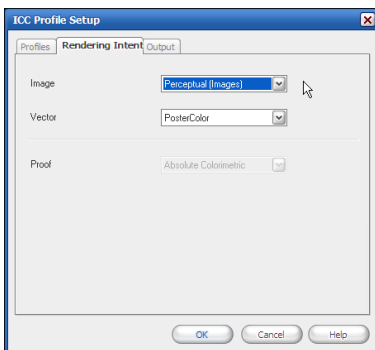 ICC Profile Setup
Profiles Rendering Intent Output
Image Perceptual (Images)
Vector PosterColor
Proof Absolute Colorimetric
OK Cancel Help